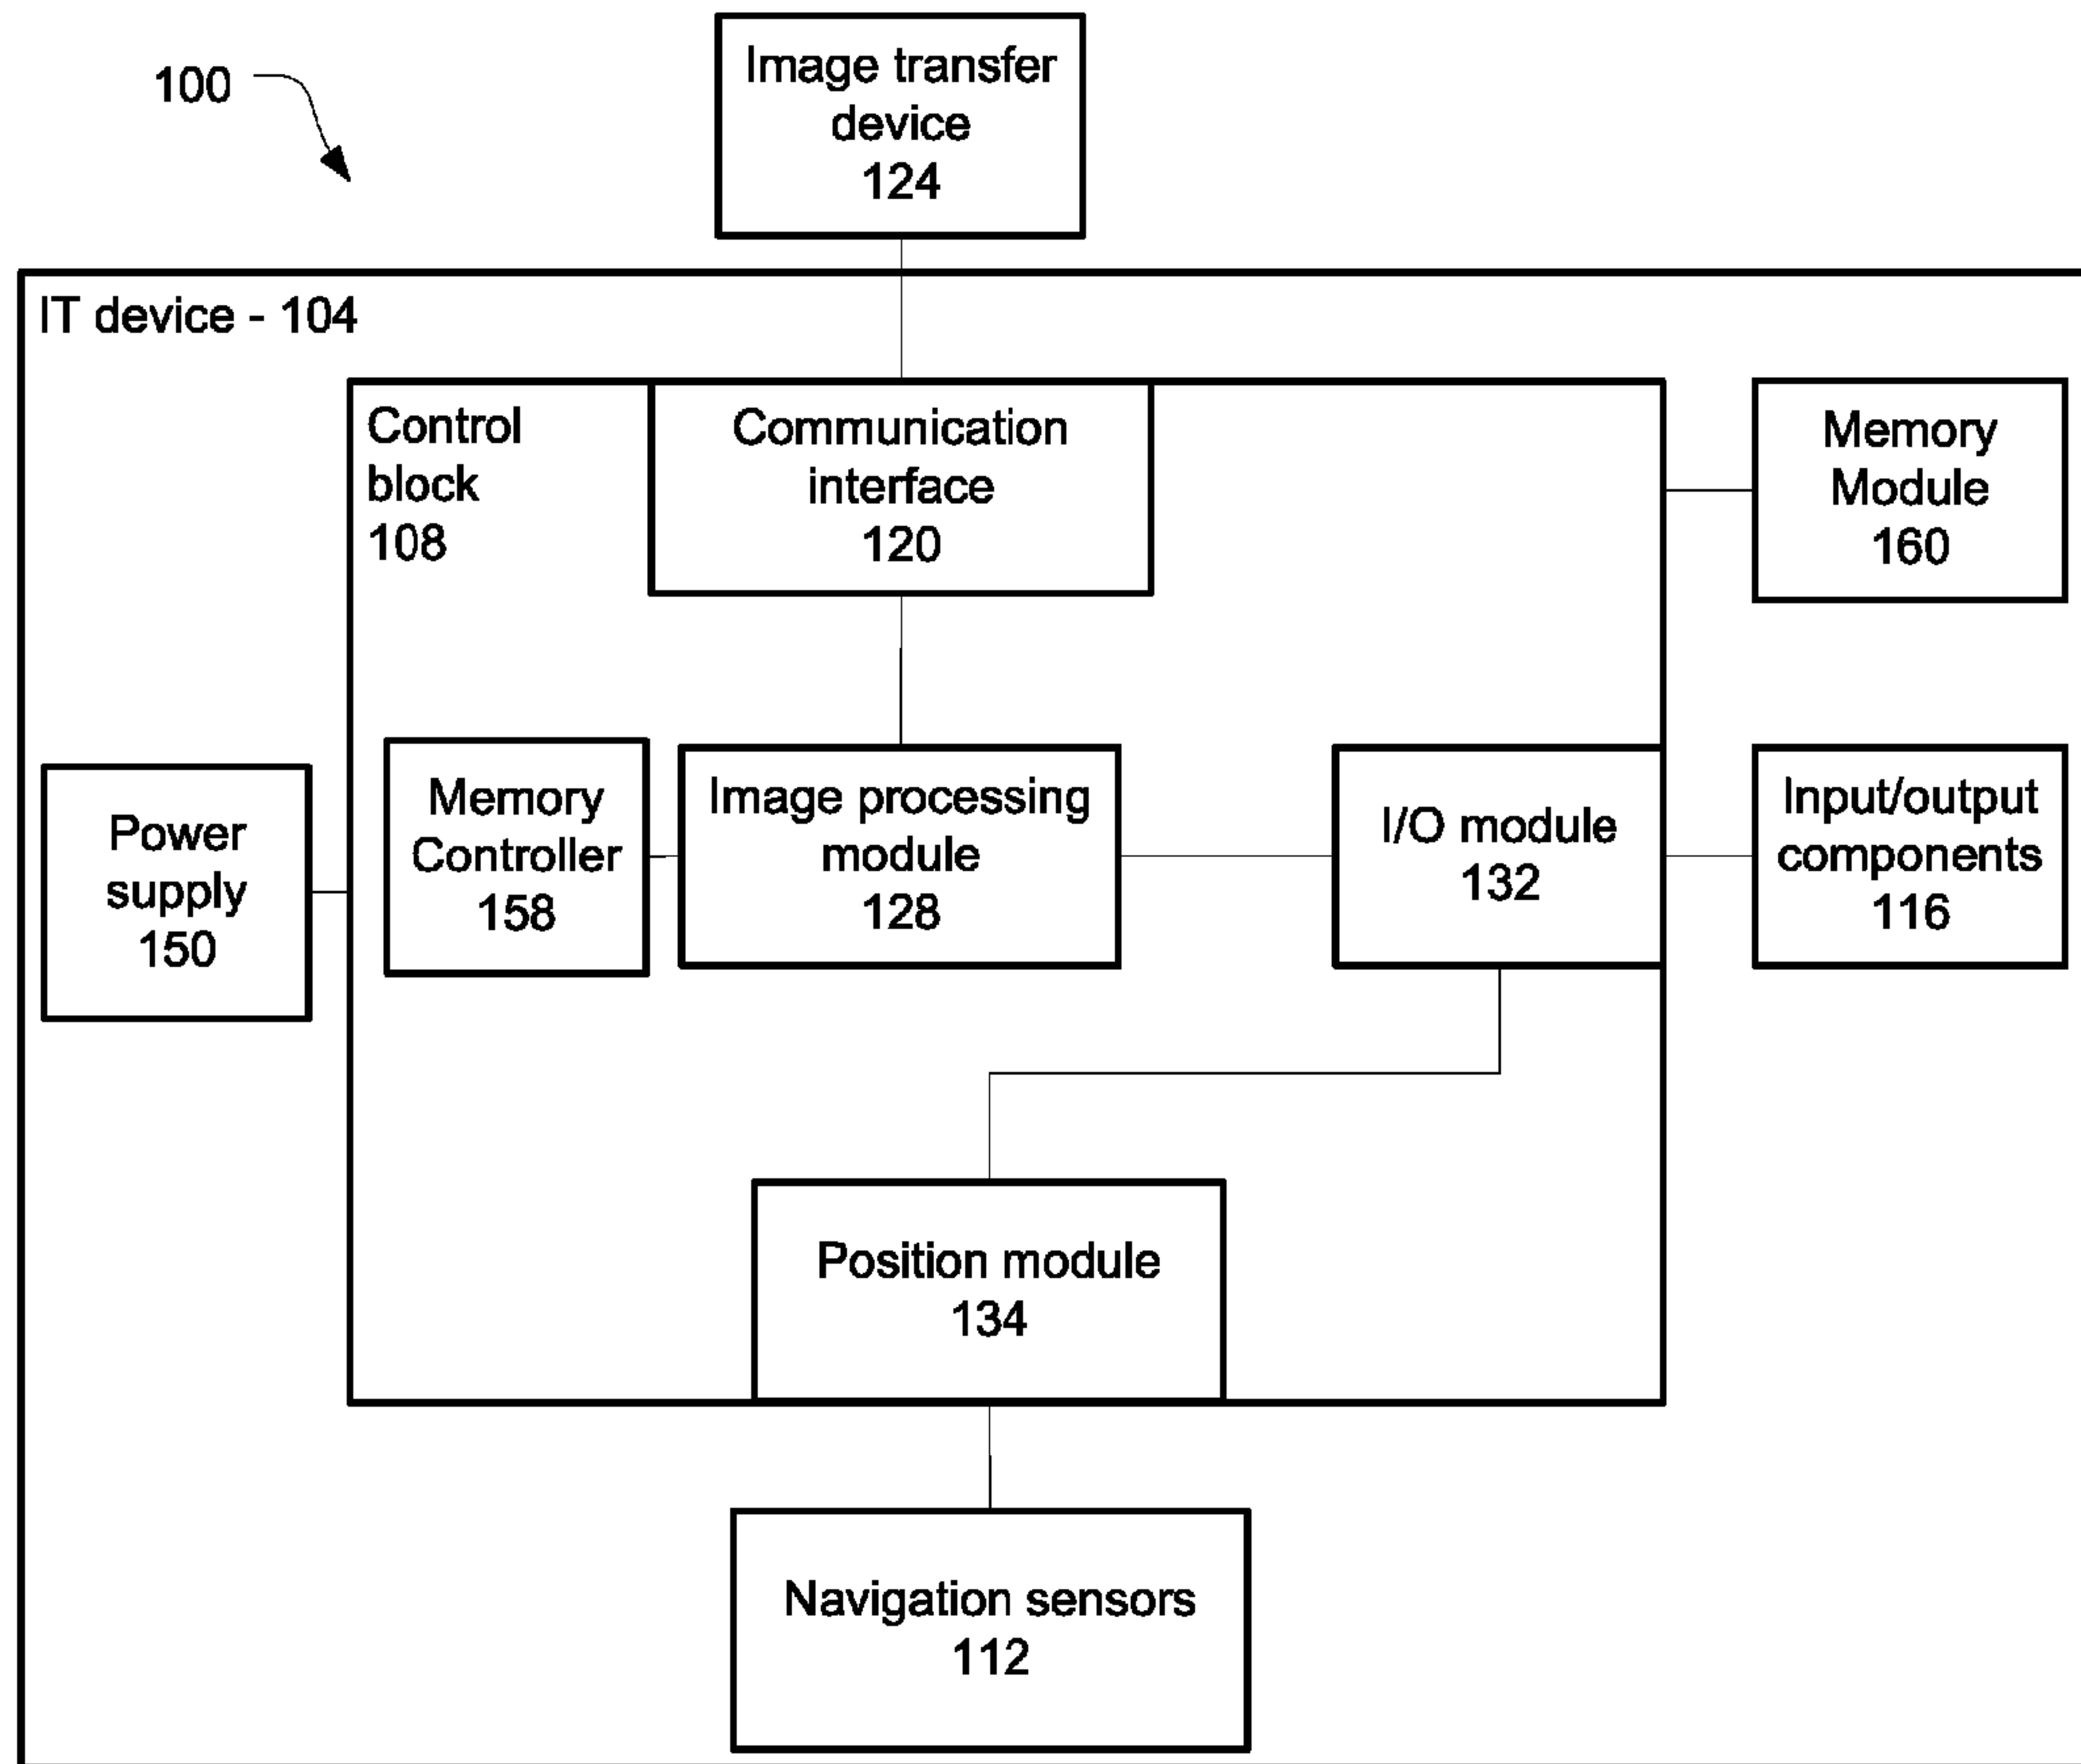 100
Image transfer
device
124
IT device - 104
Control
block
108
Communication
interface
120
Memory
Module
160
Power
supply
150
Memory
Controller
158
Image processing
module
128
I/O module
132
Input/output
components
116
Position module
134
Navigation sensors
112